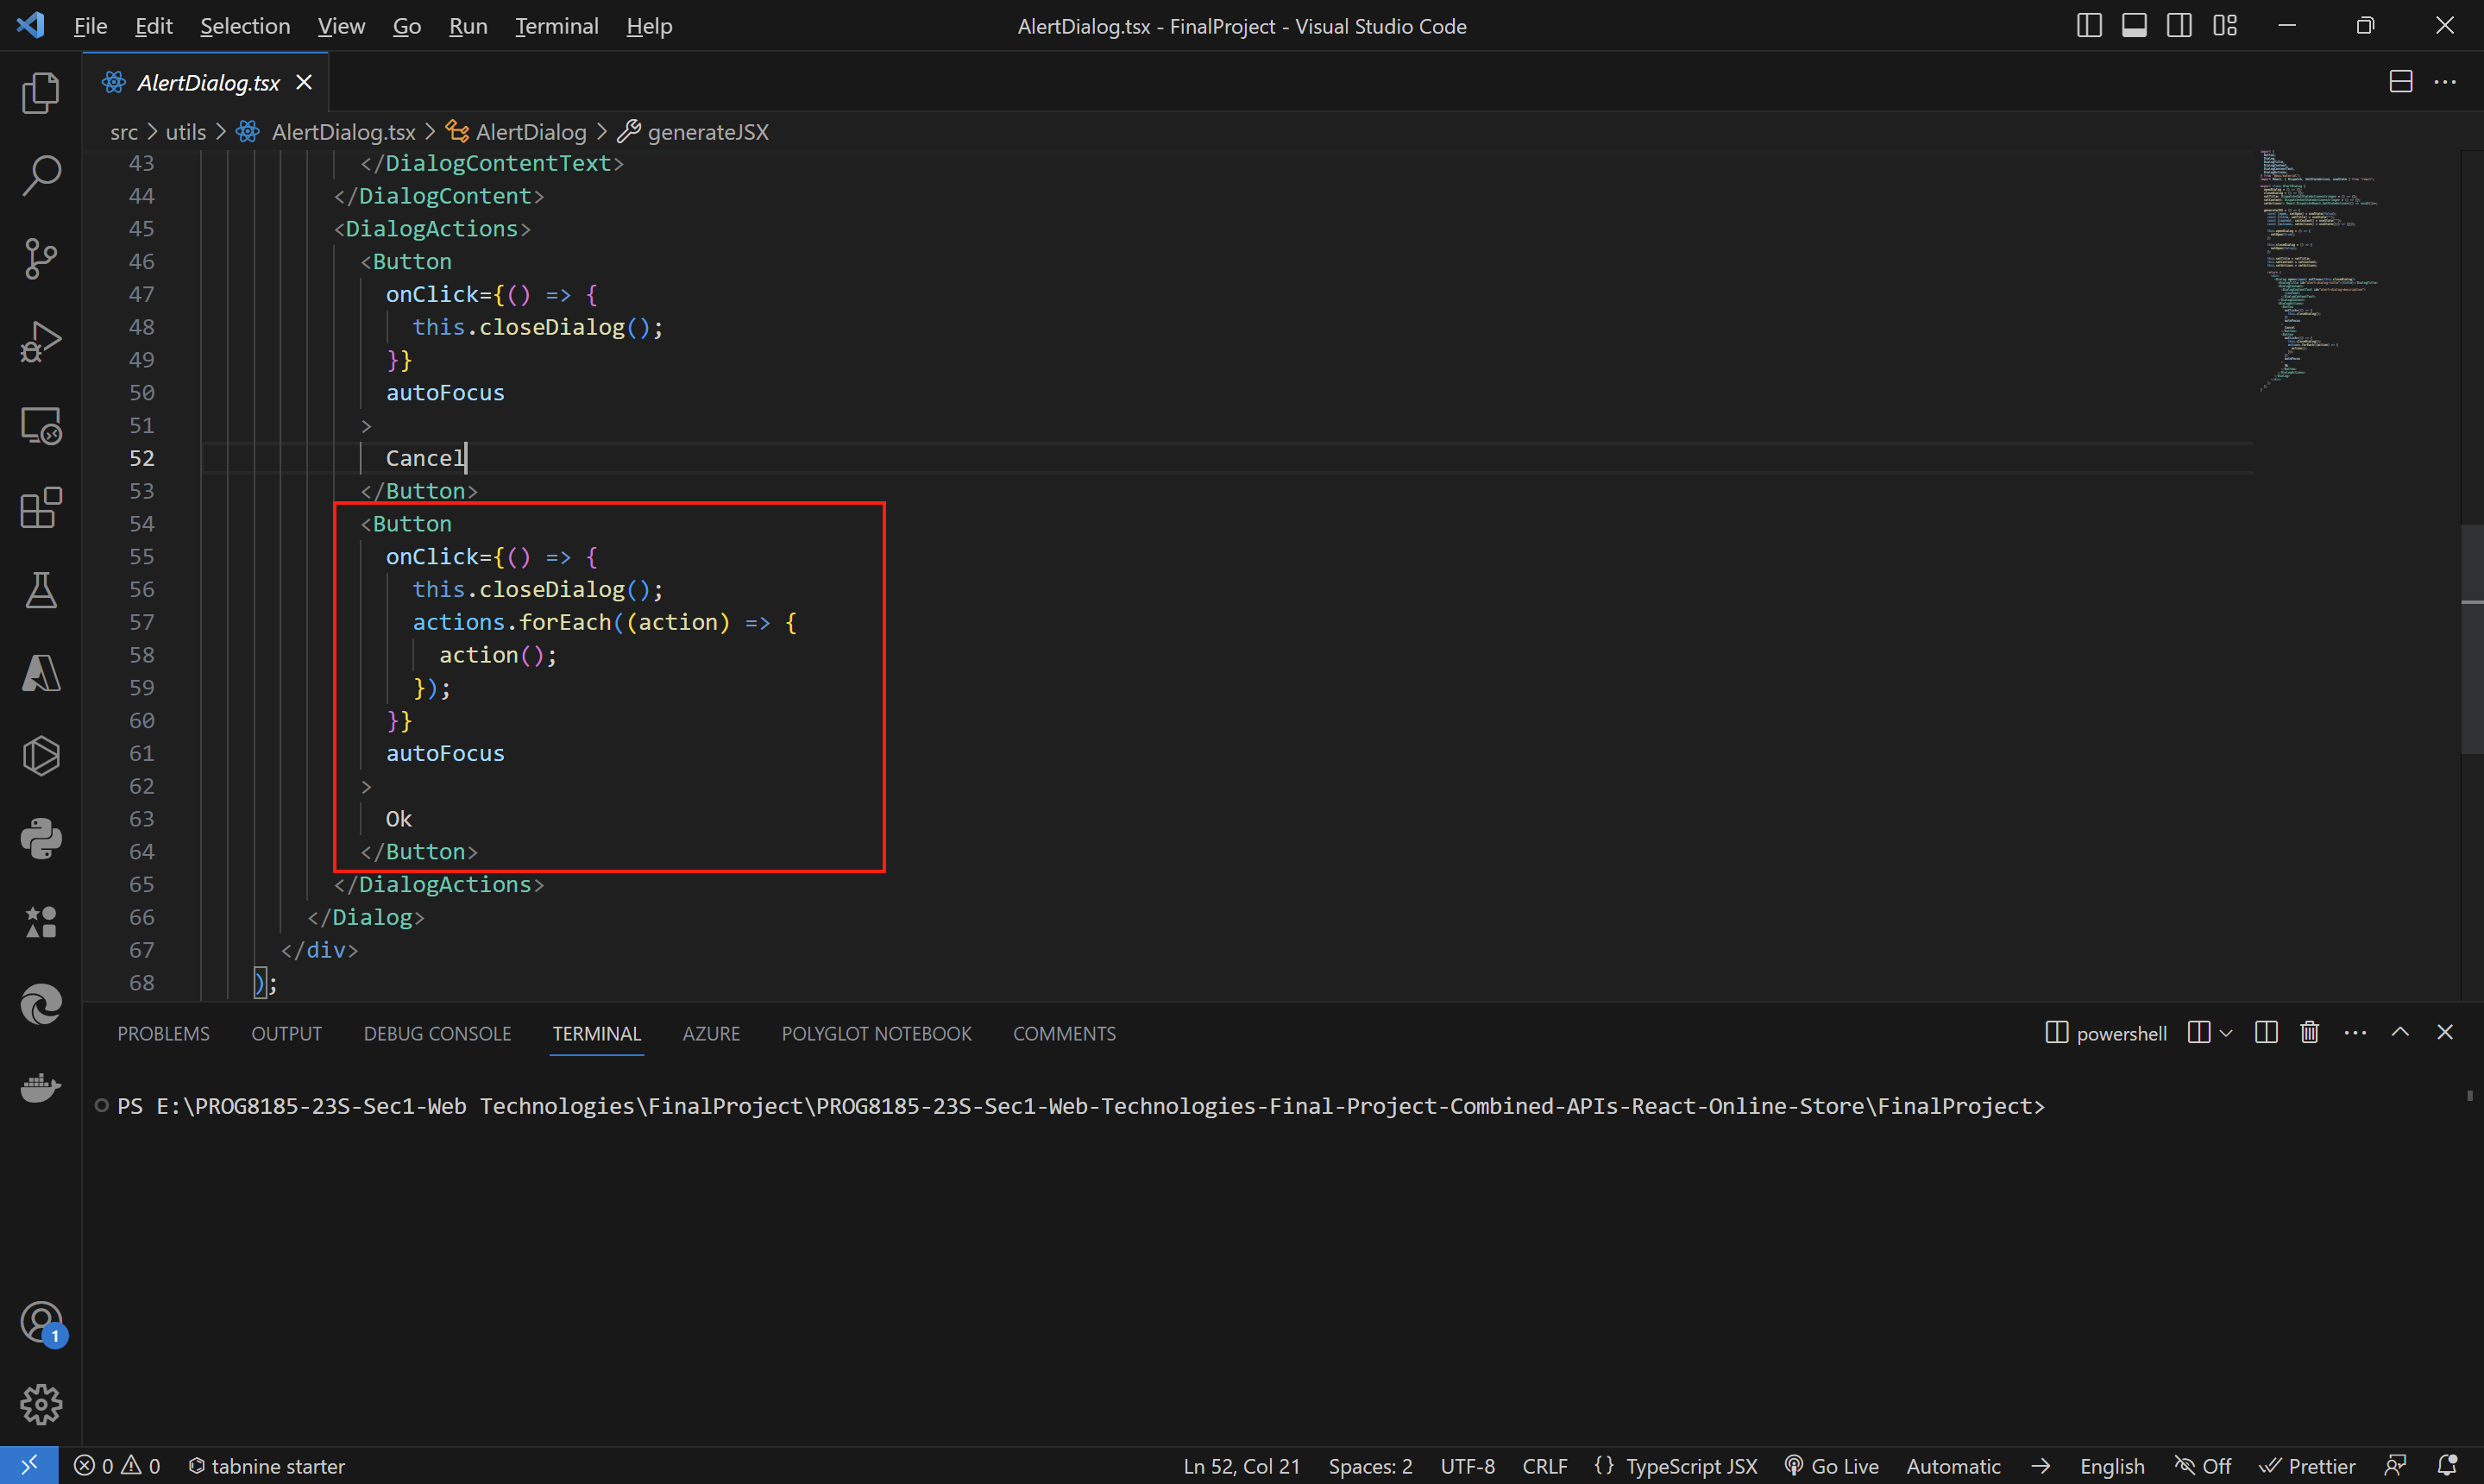 File Edit Selection View Go Run Terminal Help
AlertDialog.tsx - FinalProject - Visual Studio Code
AlertDialog.tsx
src > utils > AlertDialog.tsx > AlertDialog > generateJSX
43 </DialogContentText>
44 </DialogContent>
45 <DialogActions>
46 <Button
47 onClick={() => {
48 this.closeDialog();
49 }}
50 autoFocus
51 >
52 Cancel
53 </Button>
54 <Button
55 onClick={() => {
56 this.closeDialog();
57 actions.forEach((action) => {
58 action();
59 });
60 }}
61 autoFocus
62 >
63 Ok
64 </Button>
65 </DialogActions>
66 </Dialog>
67 </div>
68 );
PROBLEMS OUTPUT DEBUG CONSOLE TERMINAL AZURE POLYGLOT NOTEBOOK COMMENTS
powershell
PS E:\PROG8185-23S-Sec1-Web Technologies\FinalProject\PROG8185-23S-Sec1-Web-Technologies-Final-Project-Combined-APIs-React-Online-Store\FinalProject>
1
0 0 tabnine starter
Ln 52, Col 21 Spaces: 2 UTF-8 CRLF {} TypeScript JSX Go Live Automatic → English Off Prettier